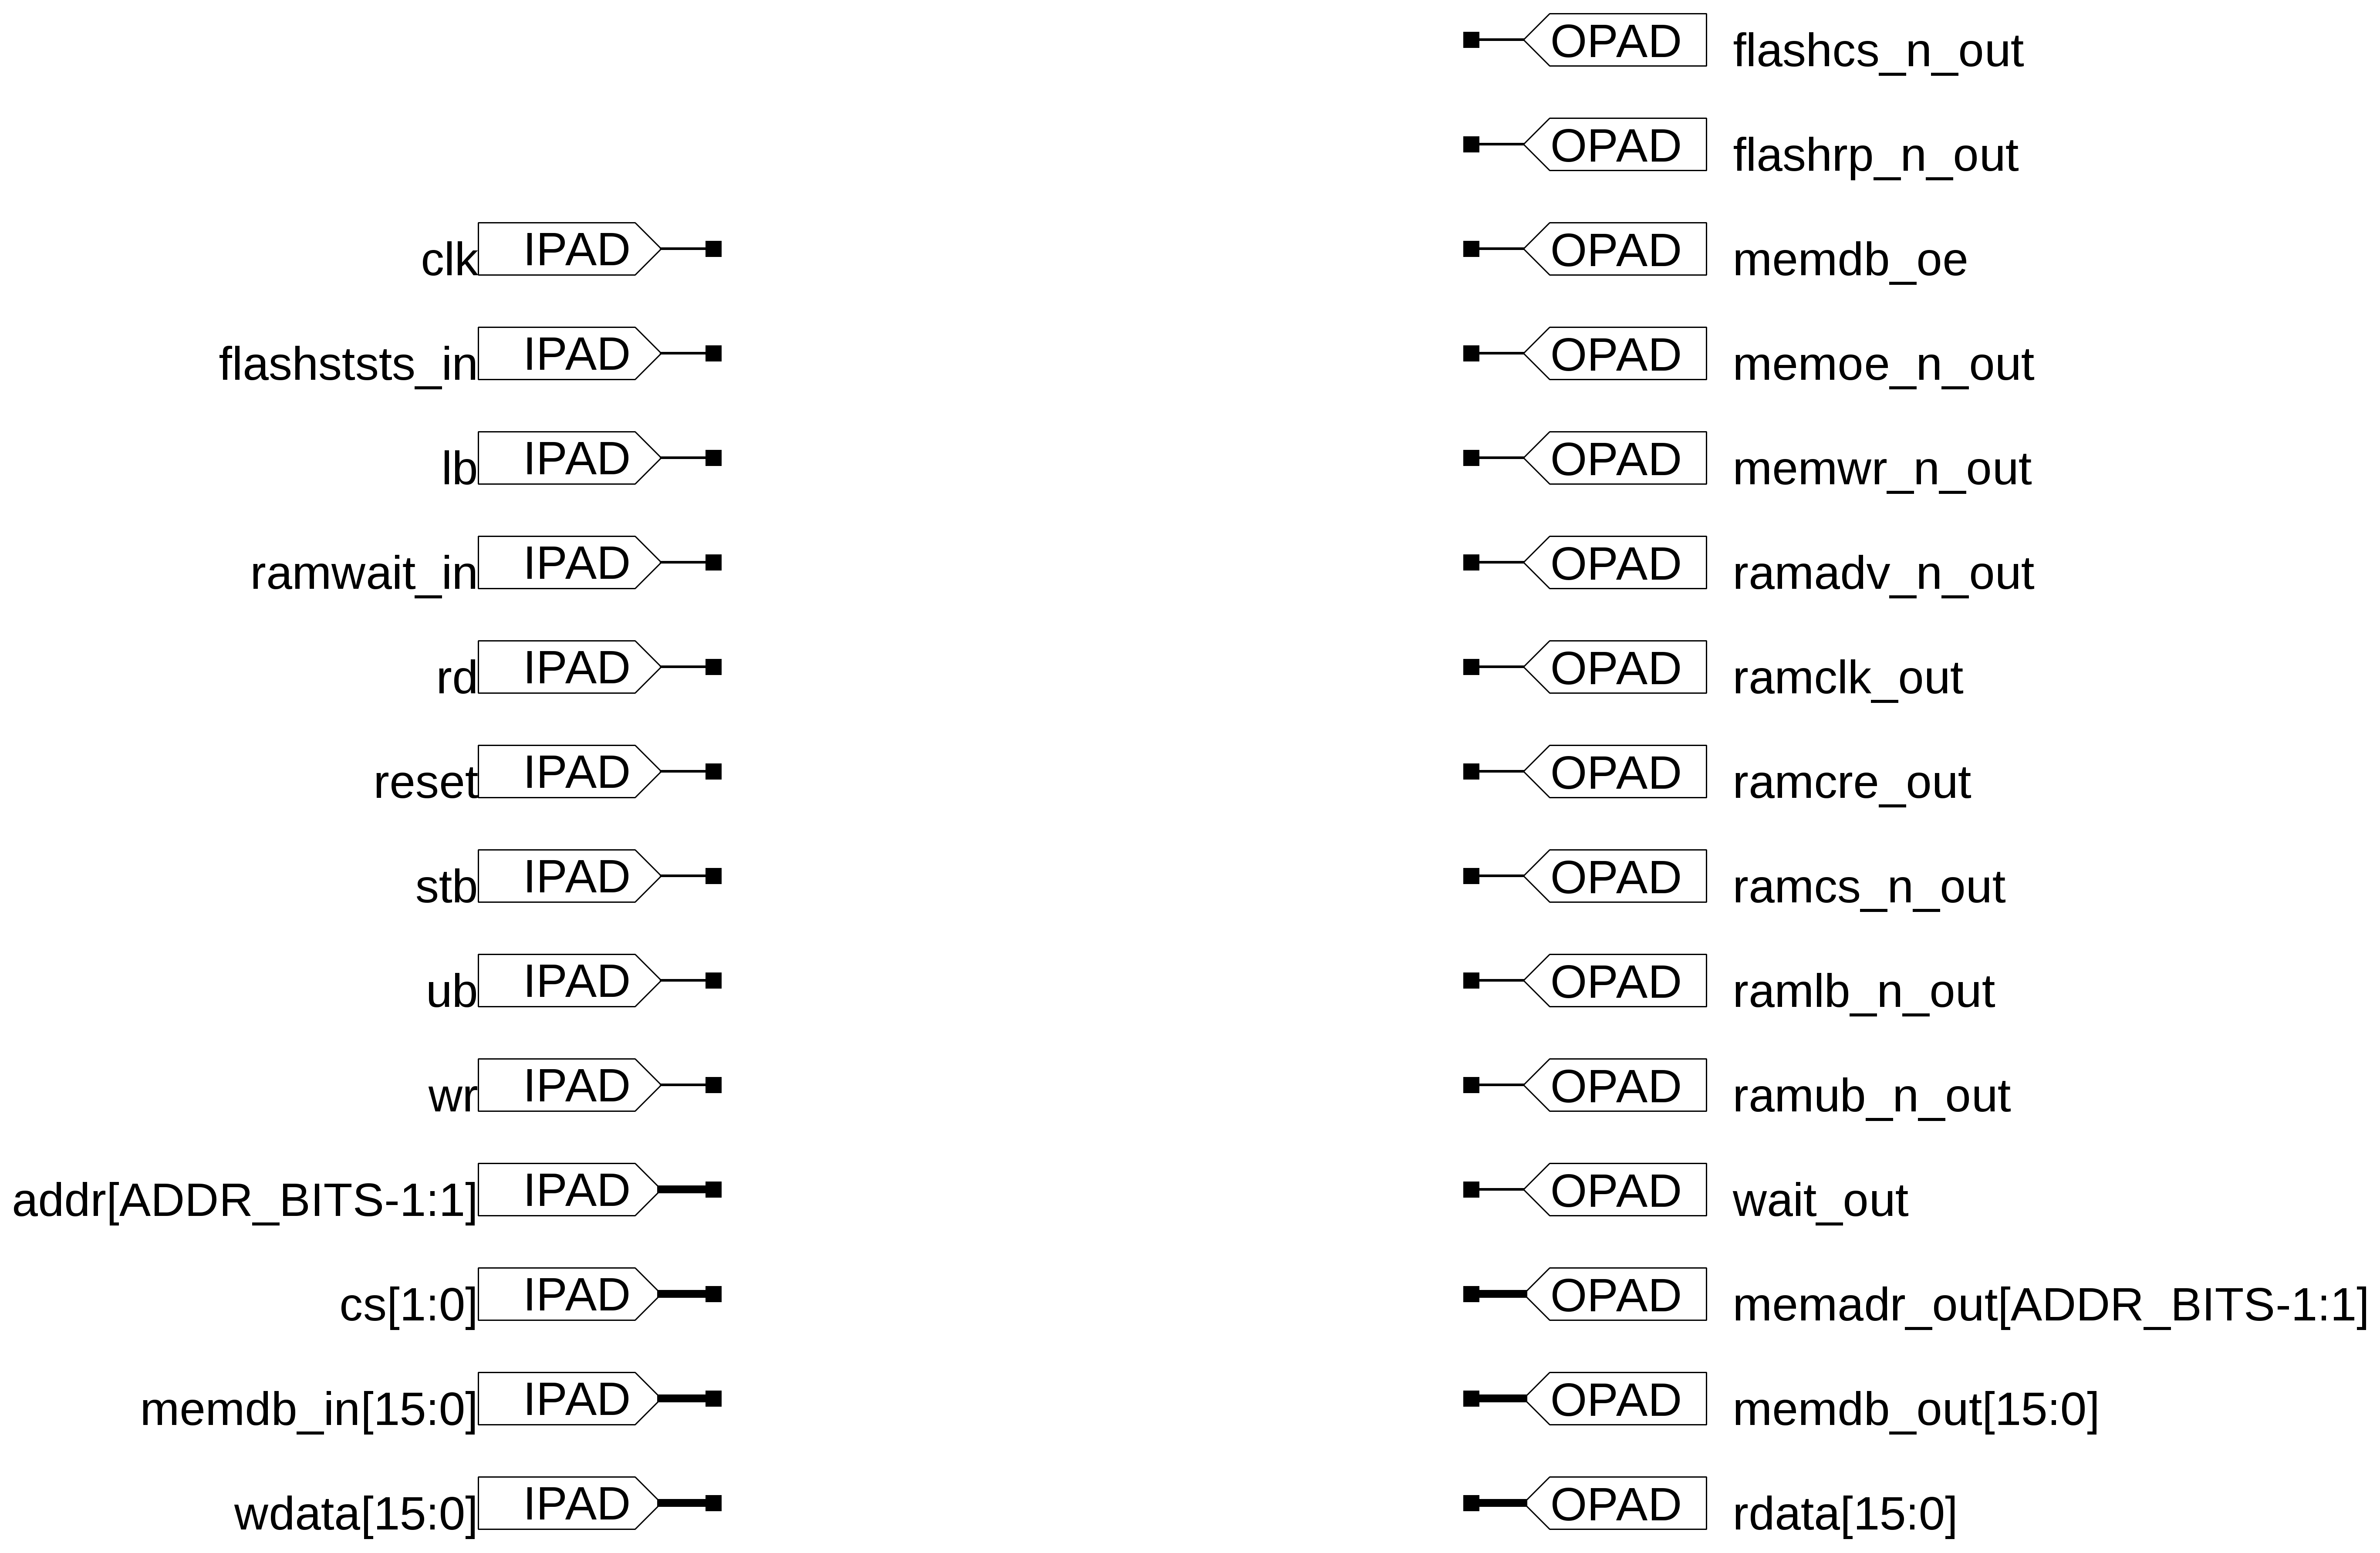 OPAD flashcs_n_out
OPAD flashrp_n_out
clk IPAD OPAD memdb_oe
flashststs_in IPAD OPAD memoe_n_out
lb IPAD OPAD memwr_n_out
ramwait_in IPAD OPAD ramadv_n_out
rd IPAD OPAD ramclk_out
reset IPAD OPAD ramcre_out
stb IPAD OPAD ramcs_n_out
ub IPAD OPAD ramlb_n_out
wr IPAD OPAD ramub_n_out
addr[ADDR_BITS-1:1] IPAD OPAD wait_out
cs[1:0] IPAD OPAD memadr_out[ADDR_BITS-1:1]
memdb_in[15:0] IPAD OPAD memdb_out[15:0]
wdata[15:0] IPAD OPAD rdata[15:0]